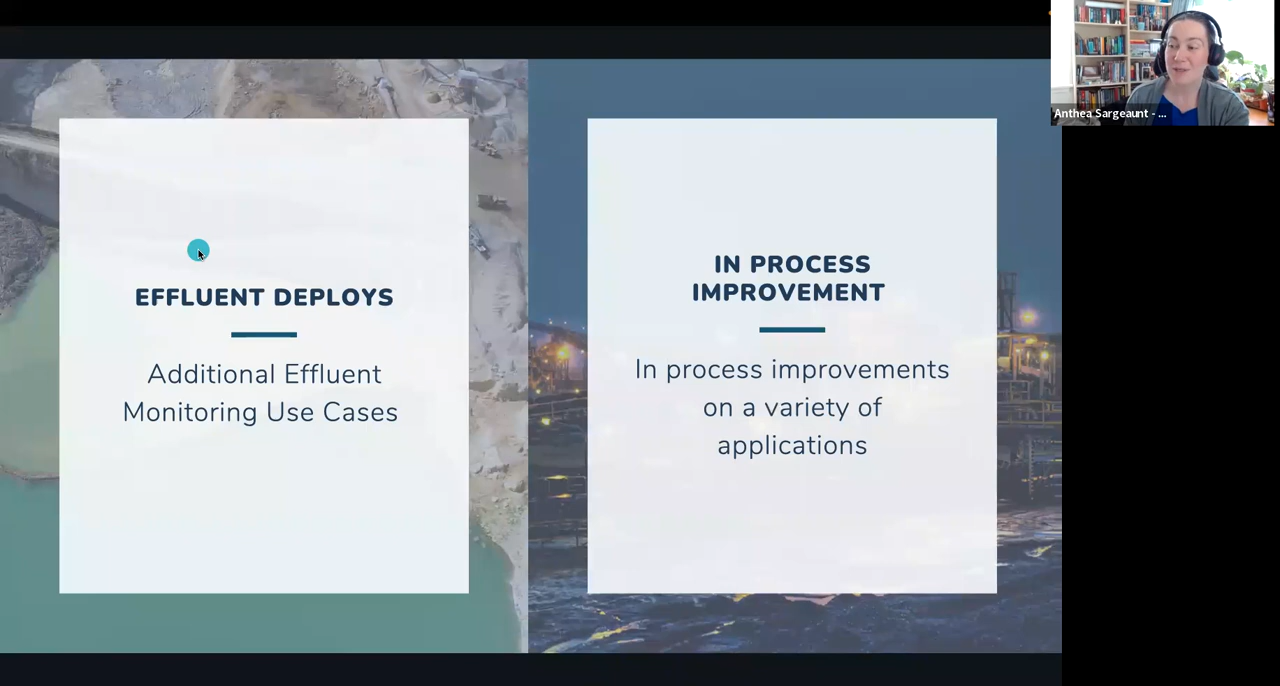 EFFLUENT DEPLOYS
Additional Effluent
Monitoring Use Cases
IN PROCESS
IMPROVEMENT
In process improvements
on a variety of
applications
Anthea Sargeaunt - ...